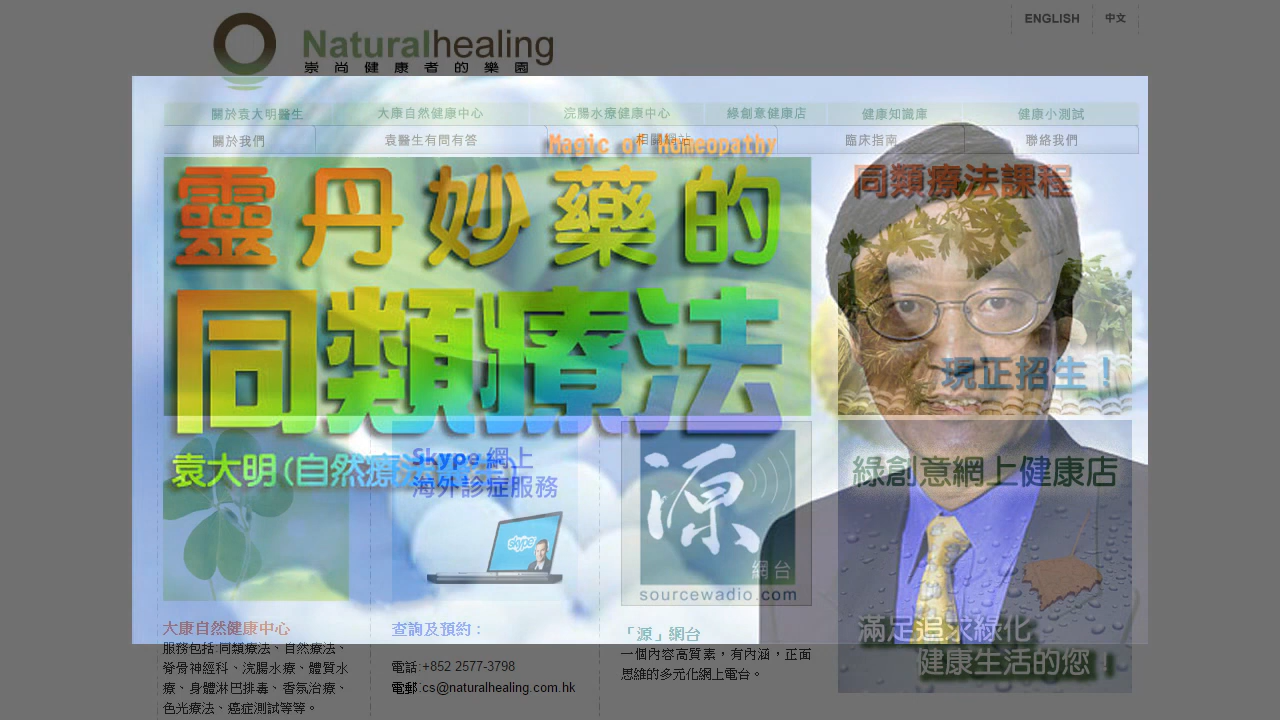 ENGLISH 中文
Naturalhealing
崇尚健康者的樂園
關於袁大明醫生 大康自然健康中心 浣腸水療健康中心 綠創意健康店 健康知識庫 健康小測試
關於我們 袁醫生有問有答 相關網站 臨床指南 聯絡我們
Magic of Homeopathy
靈丹妙藥的
同類療法
袁大明(自然療法
同類療法課程
現正招生！
Skype 網上
海外診症服務
skype
源
網台
sourcewadio.com
綠創意網上健康店
滿足追求綠化
健康生活的您！
大康自然健康中心
服務包括:同類療法、自然療法、
脊骨神經科、浣腸水療、體質水
療、身體淋巴排毒、香氛治療、
色光療法、癌症測試等等。
查詢及預約：
電話:+852 2577-3798
電郵:cs@naturalhealing.com.hk
「源」網台
一個內容高質素，有內涵，正面
思維的多元化網上電台。